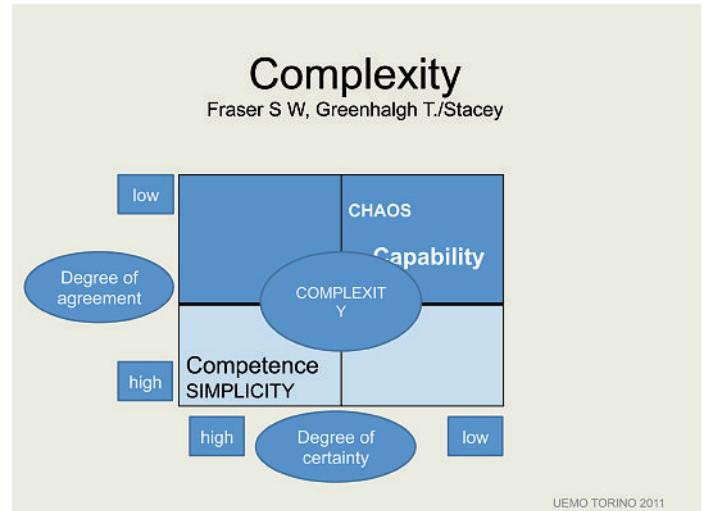 Complexity
Fraser S W, Greenhalgh T./Stacey
low
CHAOS
Capability
Degree of
agreement
COMPLEXIT
Y
Competence
SIMPLICITY
high
high
Degree of
certainty
low
UEMO TORINO 2011